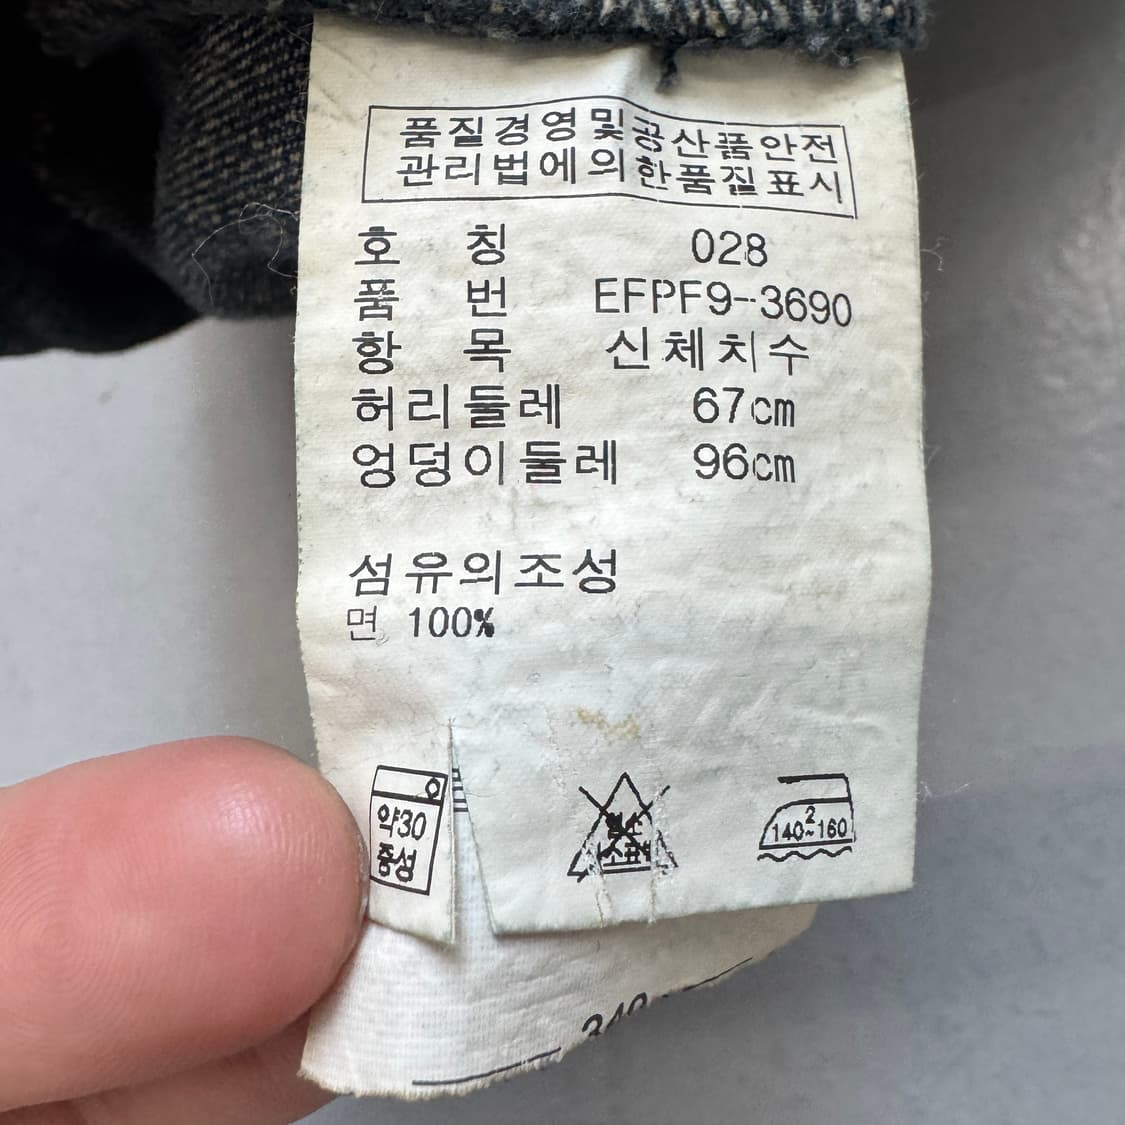 품질경영및공산품안전
관리법에의한품질표시
호 칭 028
품 번 EFPF9-3690
항 목 신체치수
허리둘레 67cm
엉덩이둘레 96cm
섬유의조성
면 100%
약30
중성
2
140~160